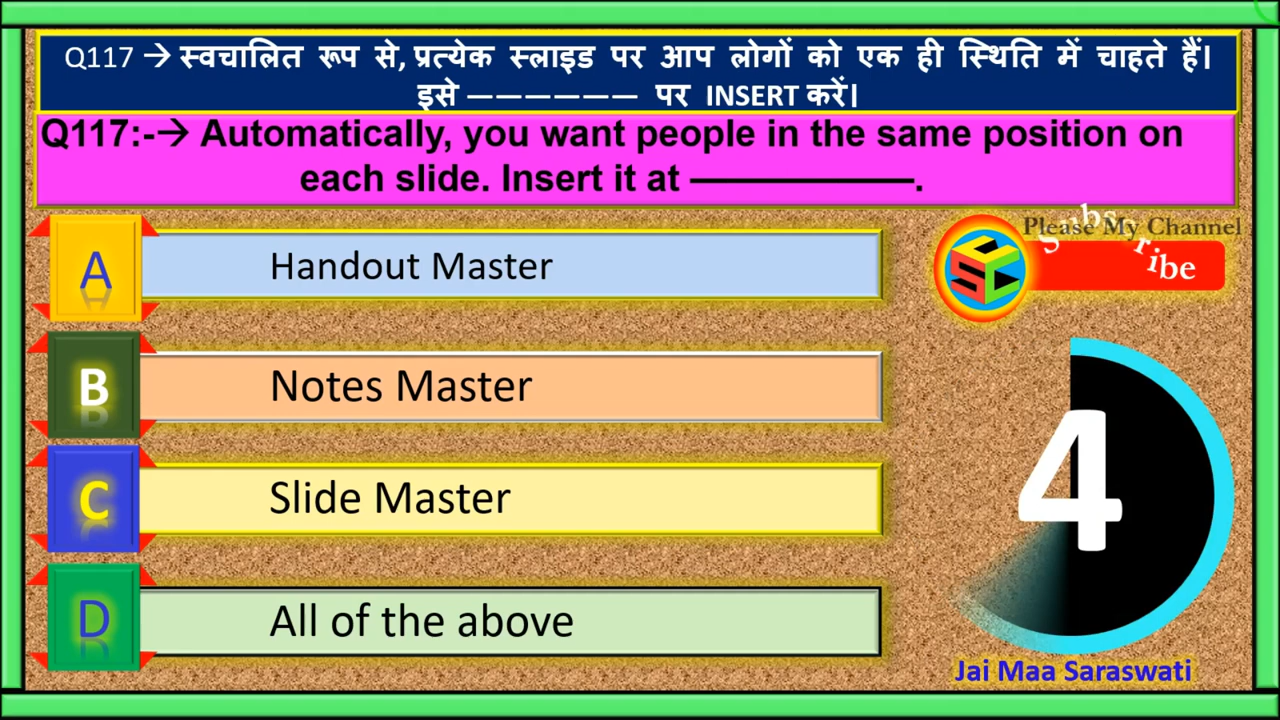 Q117 → स्वचालित रूप से, प्रत्येक स्लाइड पर आप लोगों को एक ही स्थिति में चाहते हैं।
इसे —————— पर INSERT करें।
Q117:-→ Automatically, you want people in the same position on
each slide. Insert it at ——————.
A Handout Master
B Notes Master
C Slide Master
D All of the above
Please My Channel
Subscribe
CSC
4
Jai Maa Saraswati